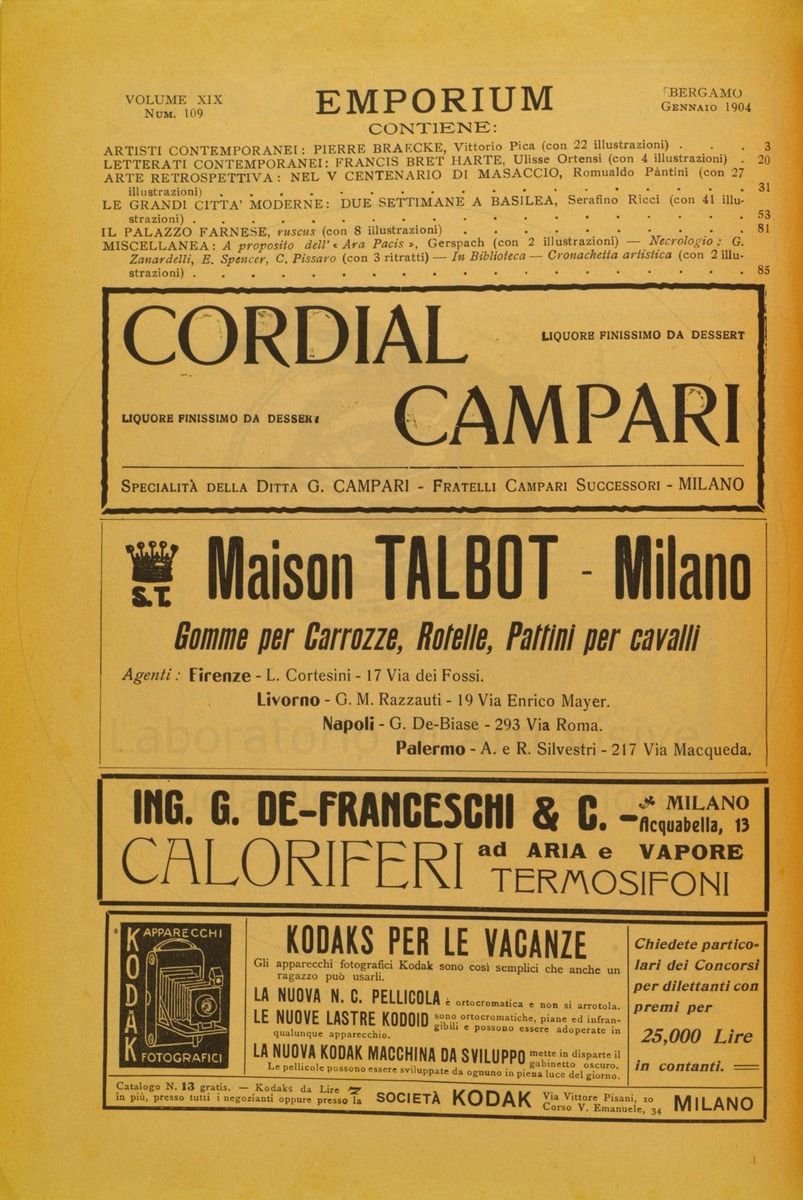 VOLUME XIX
NUM. 109
EMPORIUM
BERGAMO
GENNAIO 1904
CONTIENE:
ARTISTI CONTEMPORANEI: PIERRE BRAECKE, Vittorio Pica (con 22 illustrazioni) . . . 3
LETTERATI CONTEMPORANEI: FRANCIS BRET HARTE, Ulisse Ortensi (con 4 illustrazioni) . 20
ARTE RETROSPETTIVA: NEL V CENTENARIO DI MASACCIO, Romualdo Pàntini (con 27
illustrazioni) . . . . . . . . . . . . . . 31
LE GRANDI CITTA' MODERNE: DUE SETTIMANE A BASILEA, Serafino Ricci (con 41 illu-
strazioni) . . . . . . . . . . . . . . 53
IL PALAZZO FARNESE, ruscus (con 8 illustrazioni) . . . . . . . . 81
MISCELLANEA: A proposito dell'« Ara Pacis », Gerspach (con 2 illustrazioni) — Necrologio: G.
Zanardelli, E. Spencer, C. Pissaro (con 3 ritratti) — In Biblioteca — Cronachetta artistica (con 2 illu-
strazioni) . . . . . . . . . . . . . . 85
CORDIAL
LIQUORE FINISSIMO DA DESSERT
LIQUORE FINISSIMO DA DESSERT
CAMPARI
SPECIALITÀ DELLA DITTA G. CAMPARI - FRATELLI CAMPARI SUCCESSORI - MILANO
S.T.
Maison TALBOT - Milano
Gomme per Carrozze, Rotelle, Pattini per cavalli
Agenti: Firenze - L. Cortesini - 17 Via dei Fossi.
Livorno - G. M. Razzauti - 19 Via Enrico Mayer.
Napoli - G. De-Biase - 293 Via Roma.
Palermo - A. e R. Silvestri - 217 Via Macqueda.
ING. G. DE-FRANCESCHI & C. - MILANO
Acquabella, 13
CALORIFERI ad ARIA e VAPORE
TERMOSIFONI
KODAK
APPARECCHI
FOTOGRAFICI
KODAKS PER LE VACANZE
Gli apparecchi fotografici Kodak sono così semplici che anche un
ragazzo può usarli.
LA NUOVA N. C. PELLICOLA è ortocromatica e non si arrotola.
LE NUOVE LASTRE KODOID sono ortocromatiche, piane ed infran-
gibili e possono essere adoperate in
qualunque apparecchio.
LA NUOVA KODAK MACCHINA DA SVILUPPO mette in disparte il
gabinetto oscuro.
Le pellicole possono essere sviluppate da ognuno in piena luce del giorno.
Chiedete partico-
lari dei Concorsi
per dilettanti con
premi per
25,000 Lire
in contanti.
Catalogo N. 13 gratis. — Kodaks da Lire 7
in più, presso tutti i negozianti oppure presso la
SOCIETÀ KODAK
Via Vittore Pisani, 10
Corso V. Emanuele, 34
MILANO